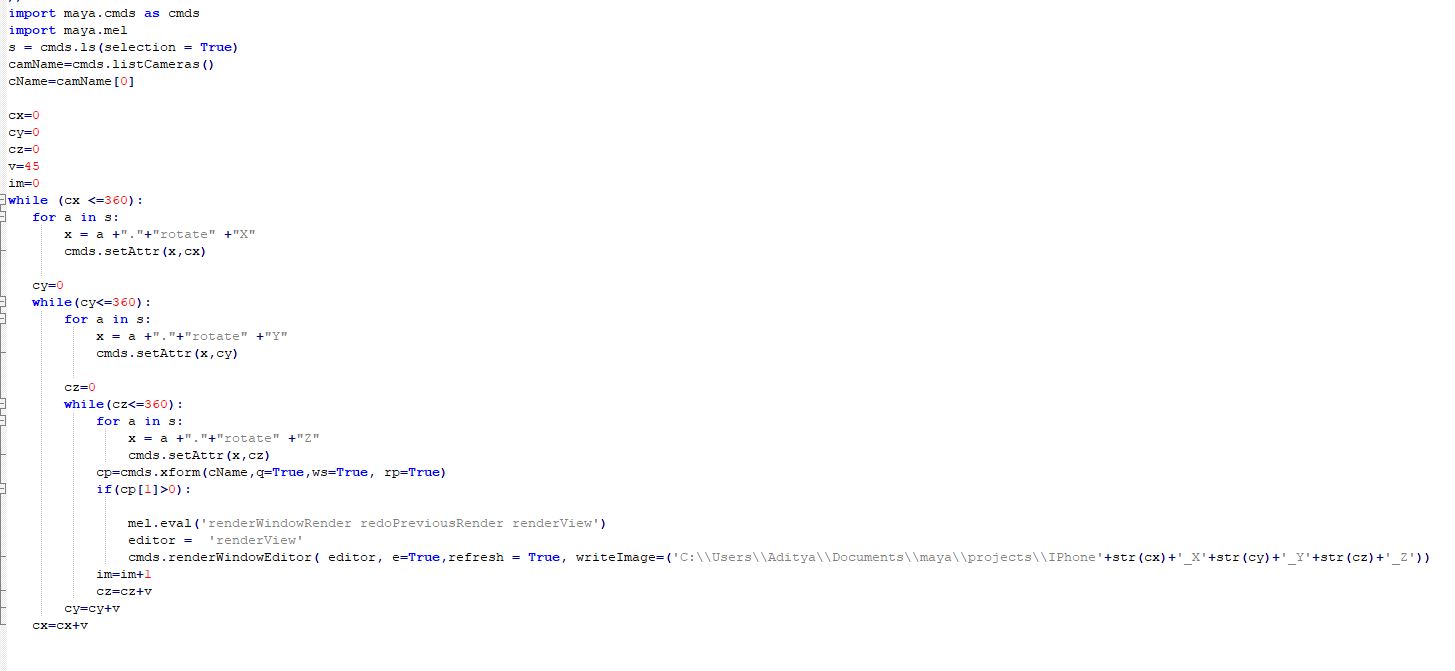 import maya.cmds as cmds
import maya.mel
s = cmds.ls(selection = True)
camName=cmds.listCameras()
cName=camName[0]
cx=0
cy=0
cz=0
v=45
im=0
while (cx <=360):
for a in s:
x = a +"."+"rotate" +"X"
cmds.setAttr(x,cx)
cy=0
while(cy<=360):
for a in s:
x = a +"."+"rotate" +"Y"
cmds.setAttr(x,cy)
cz=0
while(cz<=360):
for a in s:
x = a +"."+"rotate" +"Z"
cmds.setAttr(x,cz)
cp=cmds.xform(cName,q=True,ws=True, rp=True)
if(cp[1]>0):
mel.eval('renderWindowRender redoPreviousRender renderView')
editor =  'renderView'
cmds.renderWindowEditor( editor, e=True,refresh = True, writeImage=('C:\\Users\\Aditya\\Documents\\maya\\projects\\IPhone'+str(cx)+'_X'+str(cy)+'_Y'+str(cz)+'_Z'))
im=im+1
cz=cz+v
cy=cy+v
cx=cx+v